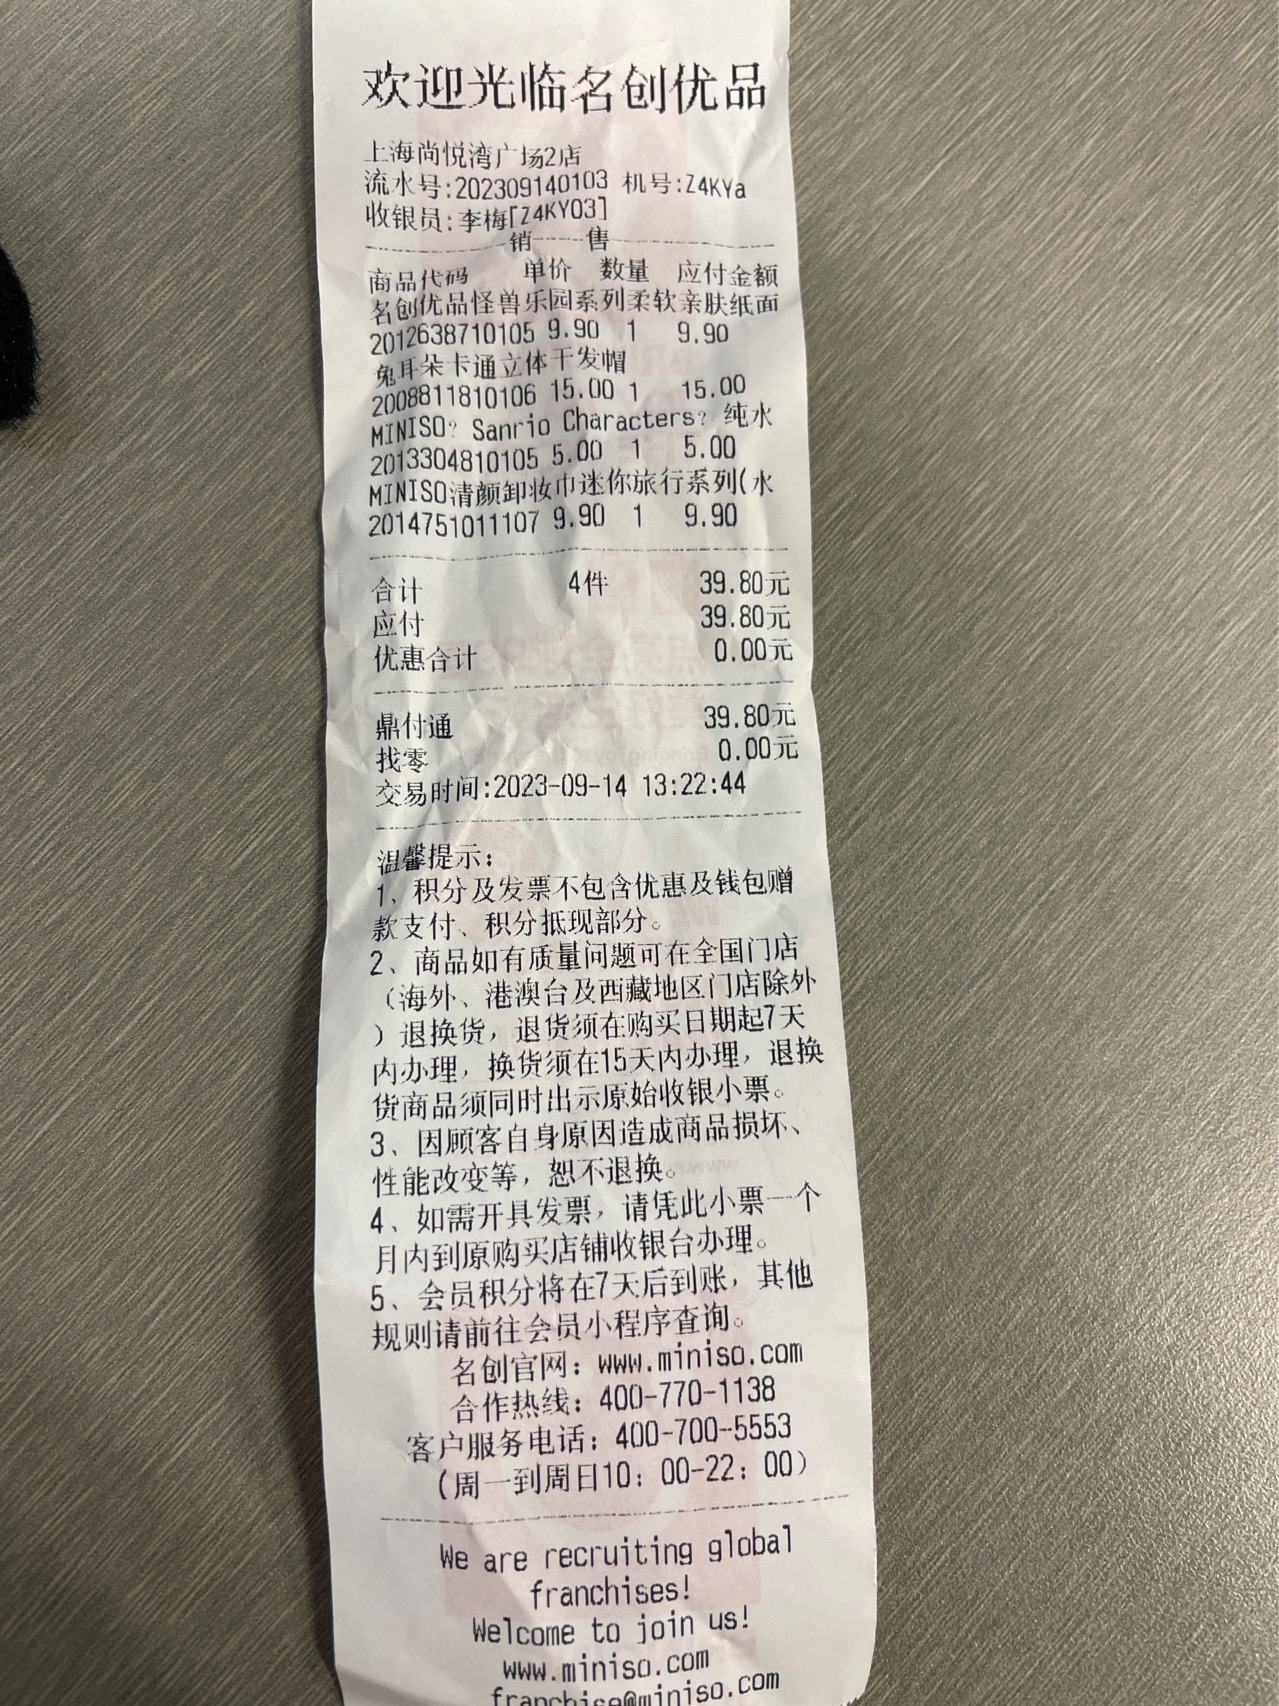 欢迎光临名创优品
上海尚悦湾广场2店
流水号:202309140103 机号:Z4KYa
收银员:李梅[Z4KY03]
销 售
商品代码 单价 数量 应付金额
名创优品怪兽乐园系列柔软亲肤纸面
2012638710105 9.90 1 9.90
兔耳朵卡通立体干发帽
2008811810106 15.00 1 15.00
MINISO? Sanrio Characters? 纯水
2013304810105 5.00 1 5.00
MINISO清颜卸妆巾迷你旅行系列(水
2014751011107 9.90 1 9.90
合计 4件 39.80元
应付 39.80元
优惠合计 0.00元
鼎付通 39.80元
找零 0.00元
交易时间:2023-09-14 13:22:44
温馨提示:
1、积分及发票不包含优惠及钱包赠
款支付、积分抵现部分。
2、商品如有质量问题可在全国门店
（海外、港澳台及西藏地区门店除外
）退换货，退货须在购买日期起7天
内办理，换货须在15天内办理，退换
货商品须同时出示原始收银小票。
3、因顾客自身原因造成商品损坏、
性能改变等，恕不退换。
4、如需开具发票，请凭此小票一个
月内到原购买店铺收银台办理。
5、会员积分将在7天后到账，其他
规则请前往会员小程序查询。
名创官网：www.miniso.com
合作热线：400-770-1138
客户服务电话：400-700-5553
（周一到周日10：00-22：00）
We are recruiting global
franchises!
Welcome to join us!
www.miniso.com
franchise@miniso.com